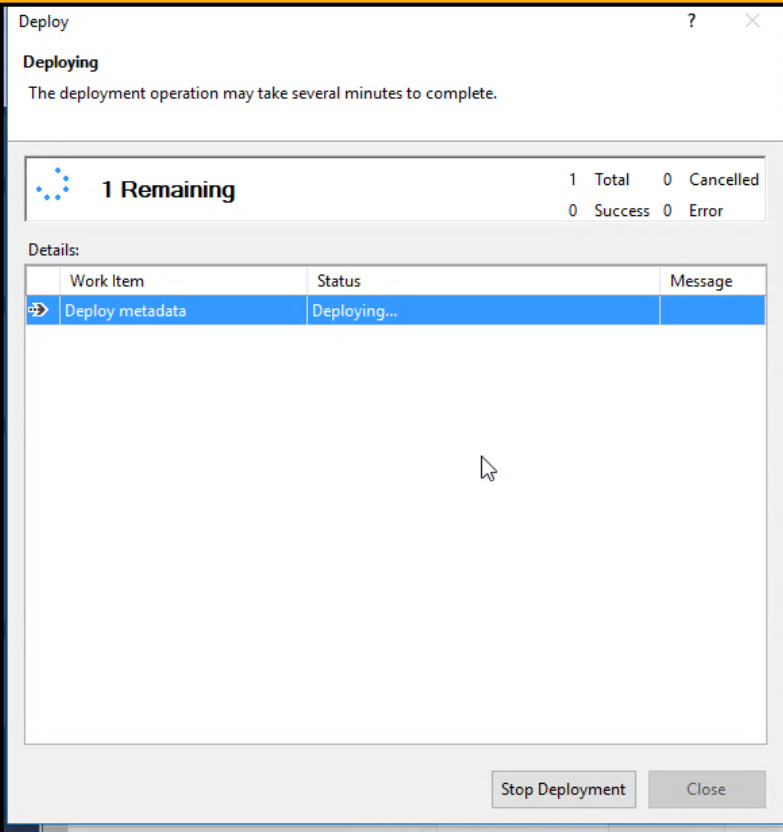 Deploy ?
Deploying
The deployment operation may take several minutes to complete.
1 Remaining
1 Total 0 Cancelled
0 Success 0 Error
Details:
Work Item Status Message
Deploy metadata Deploying...
Stop Deployment Close